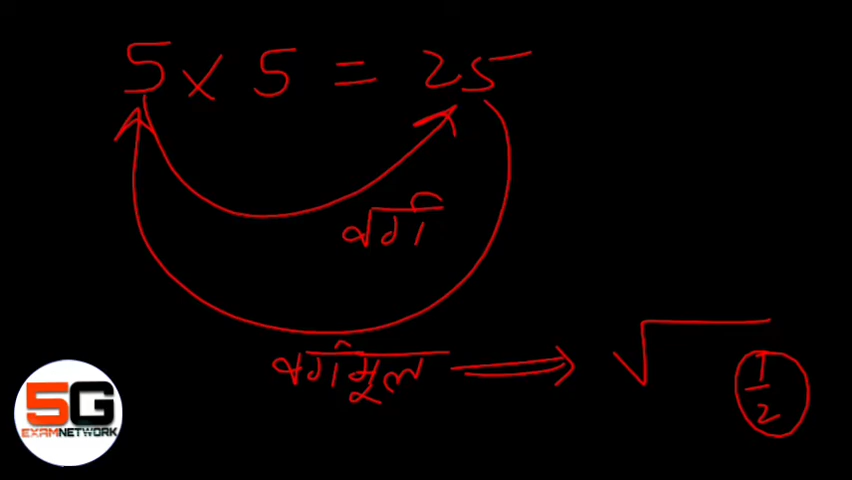 5 x 5 = 25
वर्ग
वर्गमूल ⟹ √
1/2
5G
EXAMNETWORK